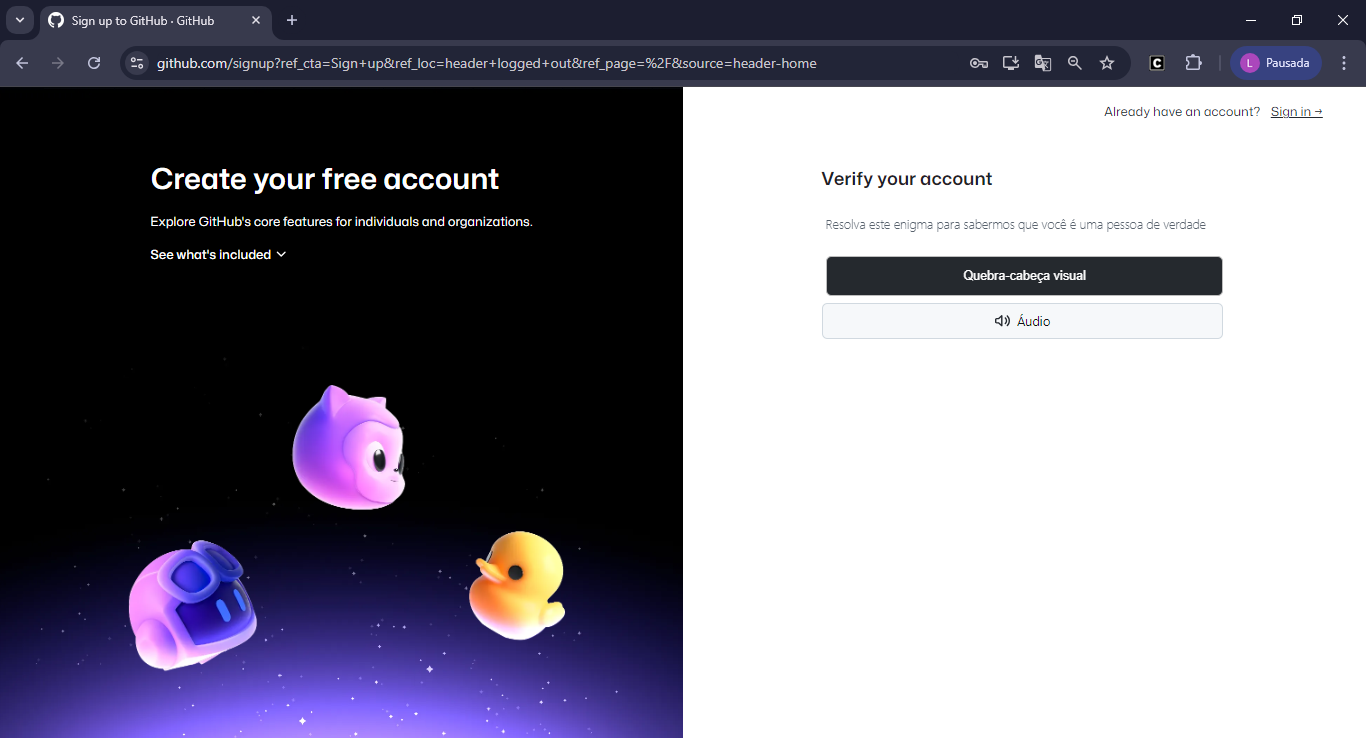 Sign up to GitHub · GitHub
github.com/signup?ref_cta=Sign+up&ref_loc=header+logged+out&ref_page=%2F&source=header-home
C
L Pausada
Already have an account? Sign in →
Create your free account
Explore GitHub's core features for individuals and organizations.
See what's included
Verify your account
Resolva este enigma para sabermos que você é uma pessoa de verdade
Quebra-cabeça visual
Áudio